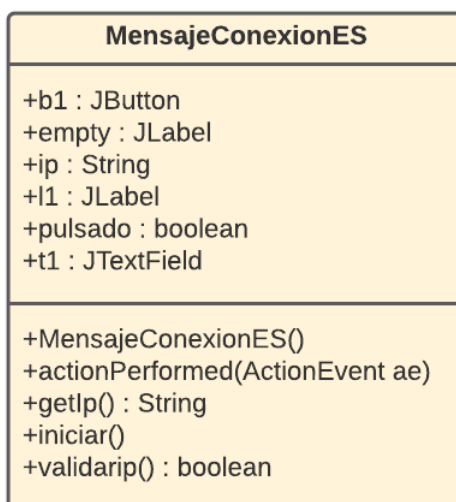 MensajeConexionES
+b1 : JButton
+empty : JLabel
+ip : String
+l1 : JLabel
+pulsado : boolean
+t1 : JTextField
+MensajeConexionES()
+actionPerformed(ActionEvent ae)
+getIp() : String
+iniciar()
+validarip() : boolean